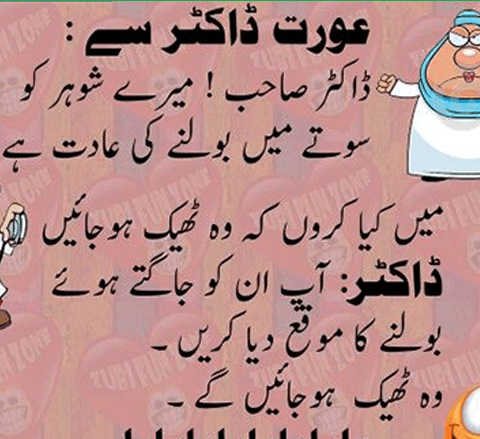 عورت ڈاکٹر سے :
ڈاکٹر صاحب ! میرے شوہر کو
سوتے میں بولنے کی عادت ہے
میں کیا کروں کہ وہ ٹھیک ہوجائیں
ڈاکٹر: آپ ان کو جاگتے ہوئے
بولنے کا موقع دیا کریں ۔
وہ ٹھیک ہوجائیں گے ۔